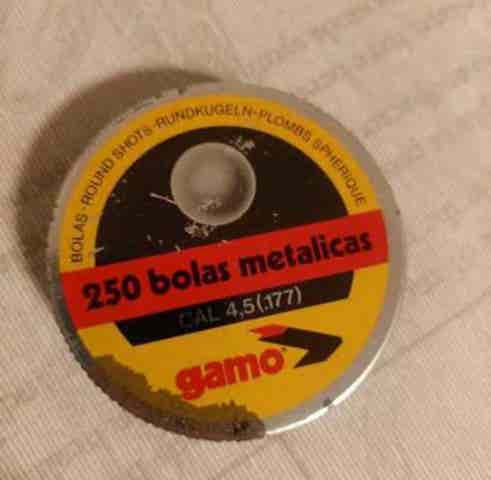 BOLAS-ROUND SHOTS-RUNDKUGELN-PLOMBS SPHERIQUE
250 bolas metalicas
CAL 4,5(.177)
gamo